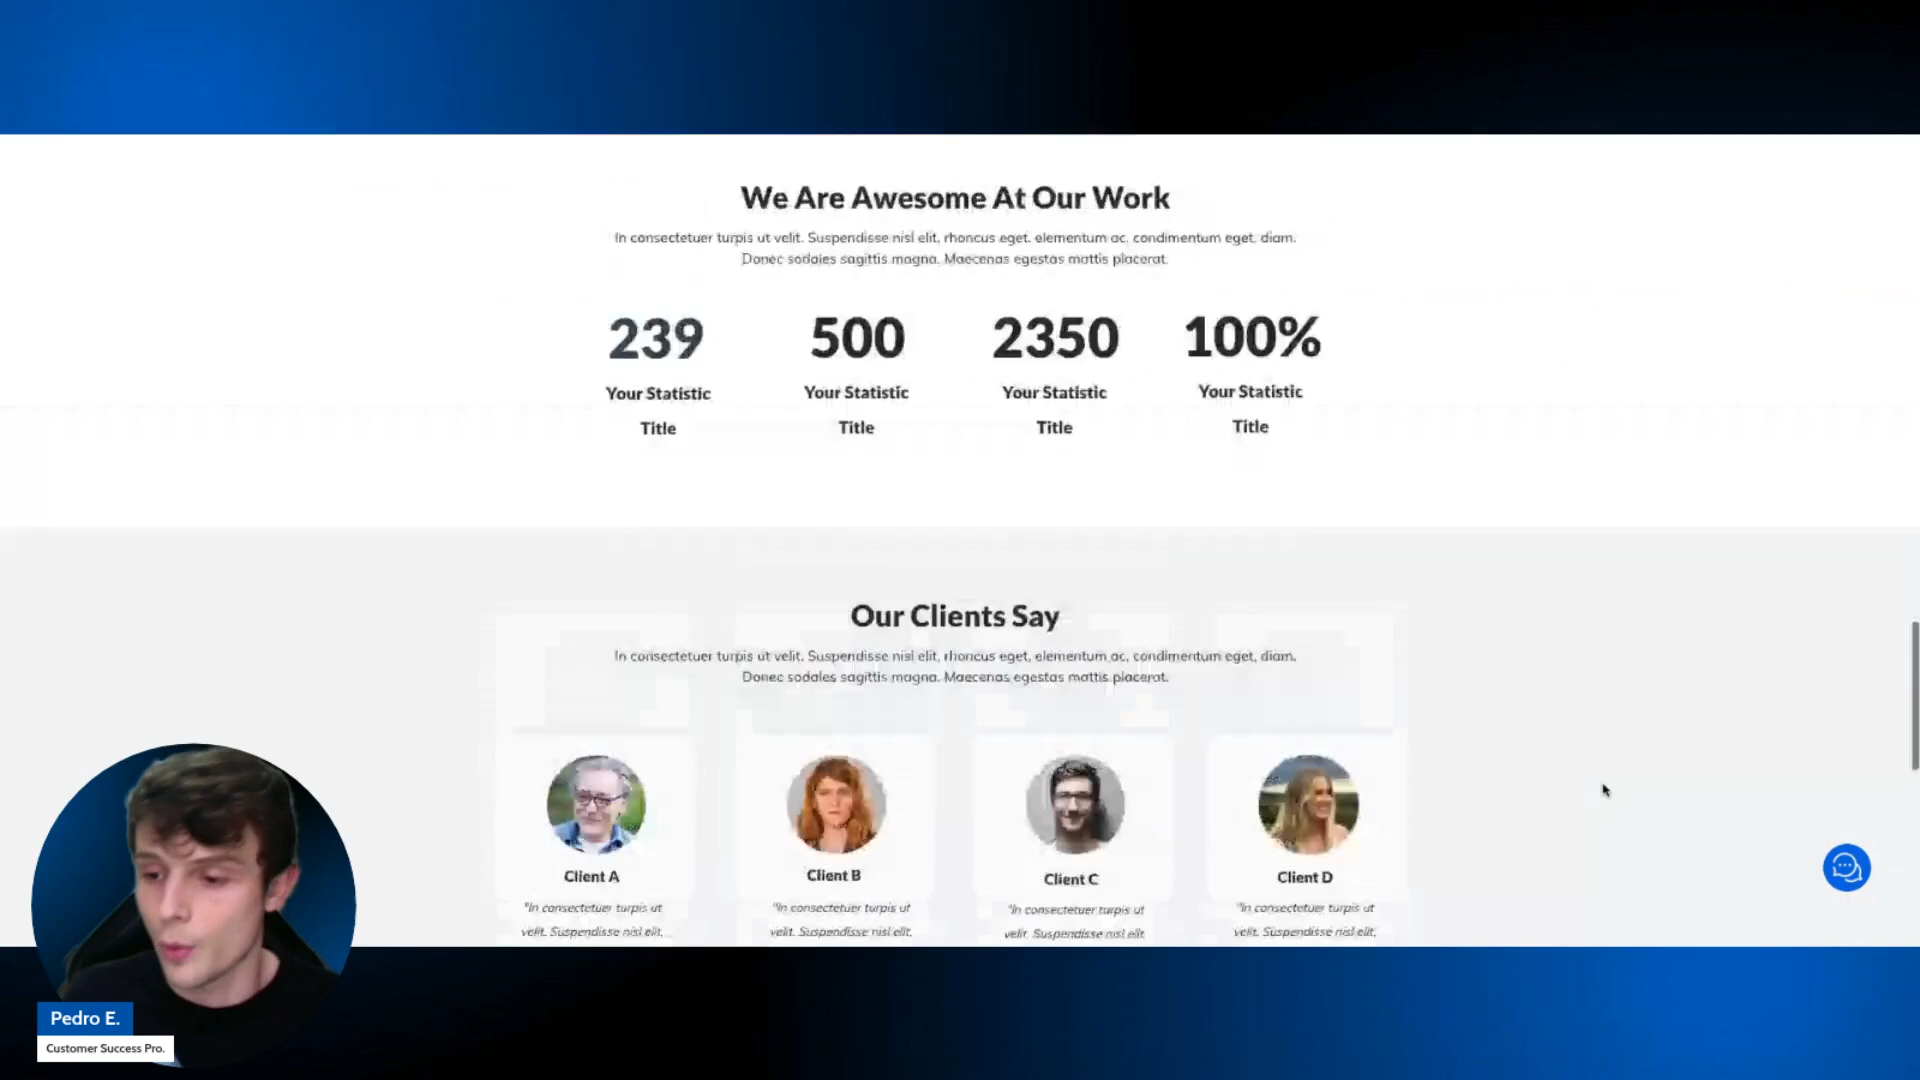 We Are Awesome At Our Work
In consectetuer turpis ut velit. Suspendisse nisl elit, rhoncus eget, elementum ac, condimentum eget, diam.
Donec sodales sagittis magna. Maecenas egestas mattis placerat.
239 500 2350 100%
Your Statistic Your Statistic Your Statistic Your Statistic
Title Title Title Title
Our Clients Say
In consectetuer turpis ut velit. Suspendisse nisl elit, rhoncus eget, elementum ac, condimentum eget, diam.
Donec sodales sagittis magna. Maecenas egestas mattis placerat.
Client A Client B Client C Client D
"In consectetuer turpis ut "In consectetuer turpis ut "In consectetuer turpis ut "In consectetuer turpis ut
velit. Suspendisse nisl elit, velit. Suspendisse nisl elit, velit. Suspendisse nisl elit, velit. Suspendisse nisl elit,
Pedro E.
Customer Success Pro.